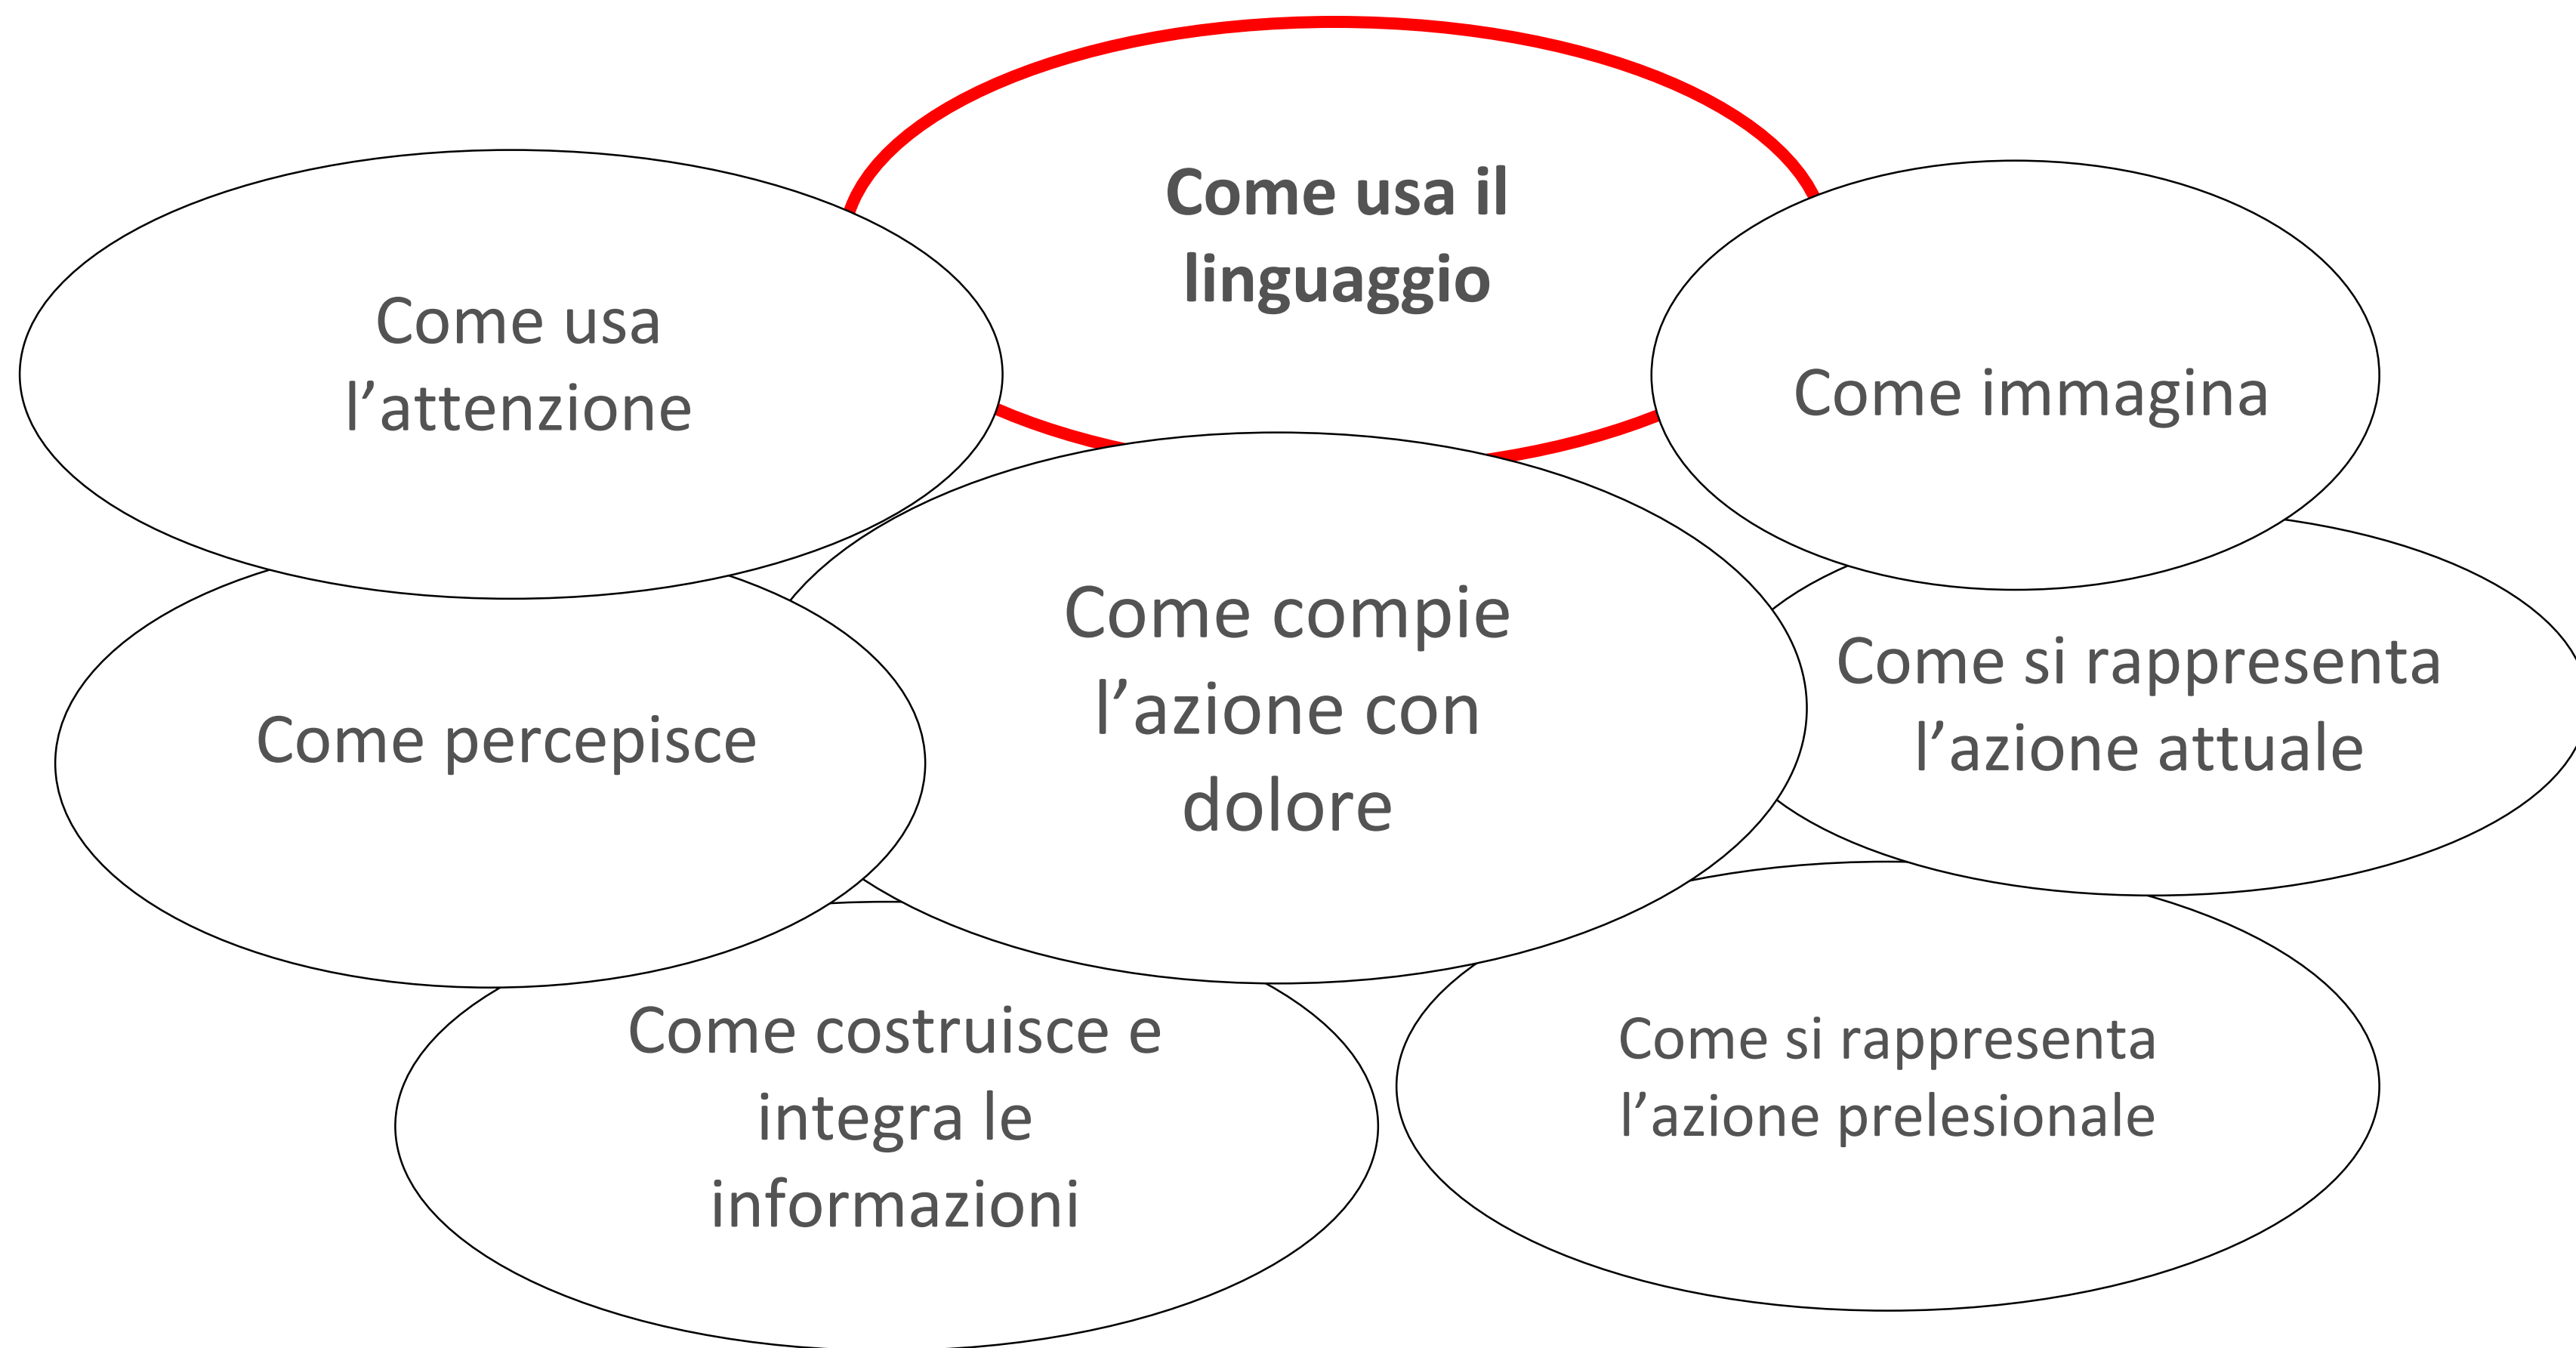 Come usa il
linguaggio
Come usa
l’attenzione
Come immagina
Come compie
l’azione con
dolore
Come si rappresenta
l’azione attuale
Come percepisce
Come costruisce e
integra le
informazioni
Come si rappresenta
l’azione prelesionale